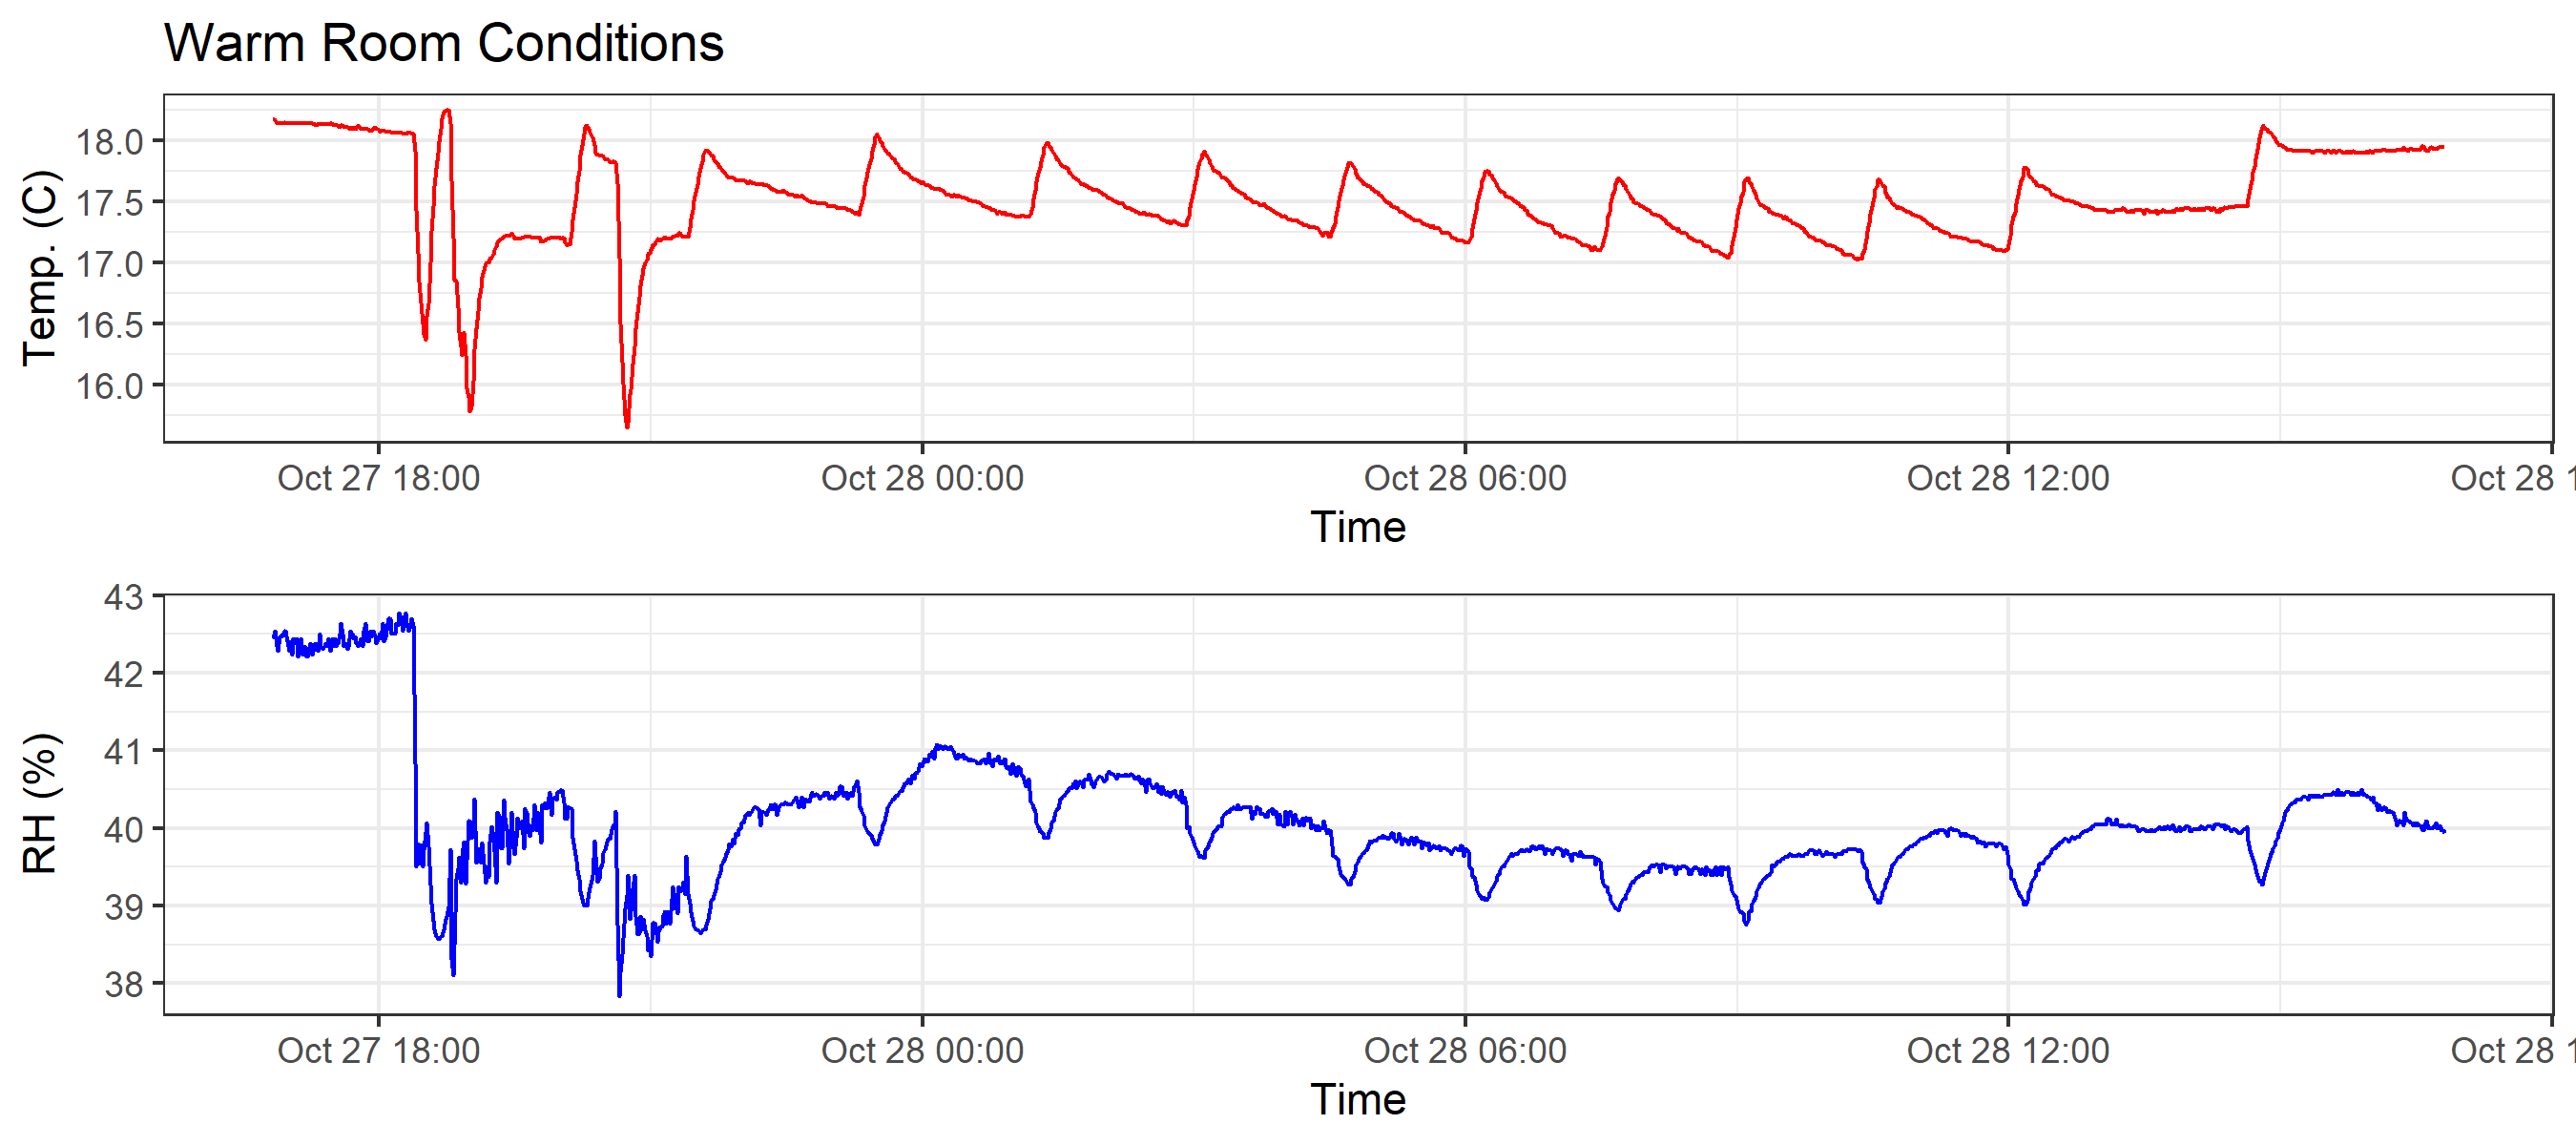 Warm Room Conditions
Temp. (C)
18.0
17.5
17.0
16.5
16.0
Oct 27 18:00 Oct 28 00:00 Oct 28 06:00 Oct 28 12:00 Oct 28 1
Time
RH (%)
43
42
41
40
39
38
Oct 27 18:00 Oct 28 00:00 Oct 28 06:00 Oct 28 12:00 Oct 28 1
Time